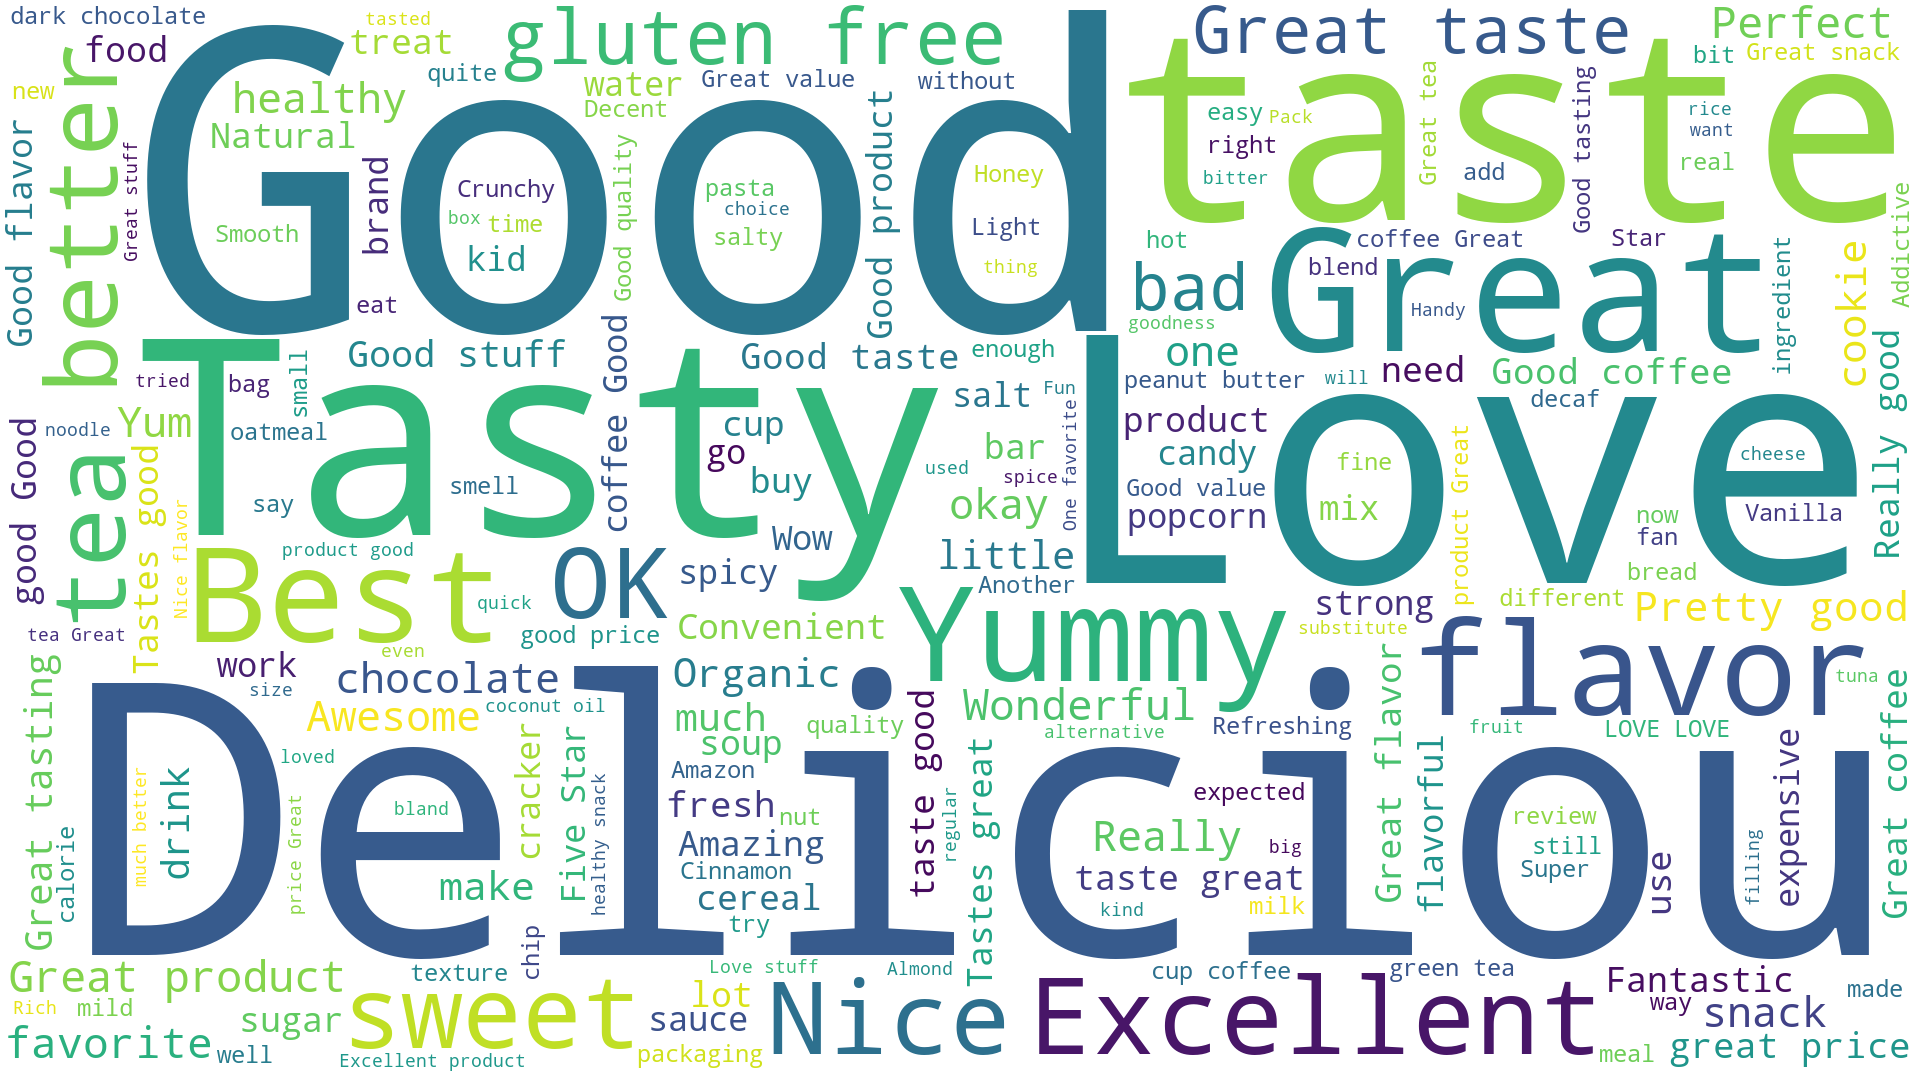 dark chocolate
tasted
food
treat
gluten free
Great taste
Perfect
better
Good
taste
quite
water
Great value
without
bit
Great snack
new
healthy
Decent
Natural
Good flavor
Great stuff
brand
Crunchy
box
time
Smooth
kid
eat
Good quality
pasta
choice
salty
Good product
Honey
Light
thing
easy
Pack
right
bitter
Great tea
add
Good tasting
rice
want
real
Addictive
hot
coffee Great
Star
bad
blend
Great
Handy
goodness
ingredient
cookie
Really good
Tasty
Love
Good stuff
Good taste
enough
one
need
Good coffee
tried
bag
small
coffee Good
salt
Fun
peanut butter
will
decaf
noodle
Yum
oatmeal
cup
go
bar
product
candy
fine
cheese
good Good
tea
Tastes good
Nice flavor
say
smell
buy
used
spice
One favorite
okay
Good value
popcorn
mix
product Great
now
fan
Vanilla
Wow
product good
Best
OK
spicy
little
Another
bread
quick
Yummy
strong
different
Pretty good
tea Great
good price
Convenient
substitute
even
flavor
work
size
chocolate
Organic
Awesome
coconut oil
much
Wonderful
Great flavor
tuna
Great tasting
Deliciou
loved
cracker
Five Star
soup
quality
taste good
alternative
Refreshing
fruit
LOVE LOVE
Great coffee
much better
drink
bland
healthy snack
Amazon
fresh
nut
regular
Tastes great
expected
flavorful
expensive
calorie
price Great
make
Amazing
Cinnamon
cereal
try
Really
big
taste great
kind
milk
review
still
Super
use
filling
chip
Great product
texture
Love stuff
Almond
cup coffee
green tea
Fantastic
made
Rich
mild
sugar
sweet
lot
sauce
Nice
Excellent
way
snack
favorite
well
Excellent product
packaging
meal
great price